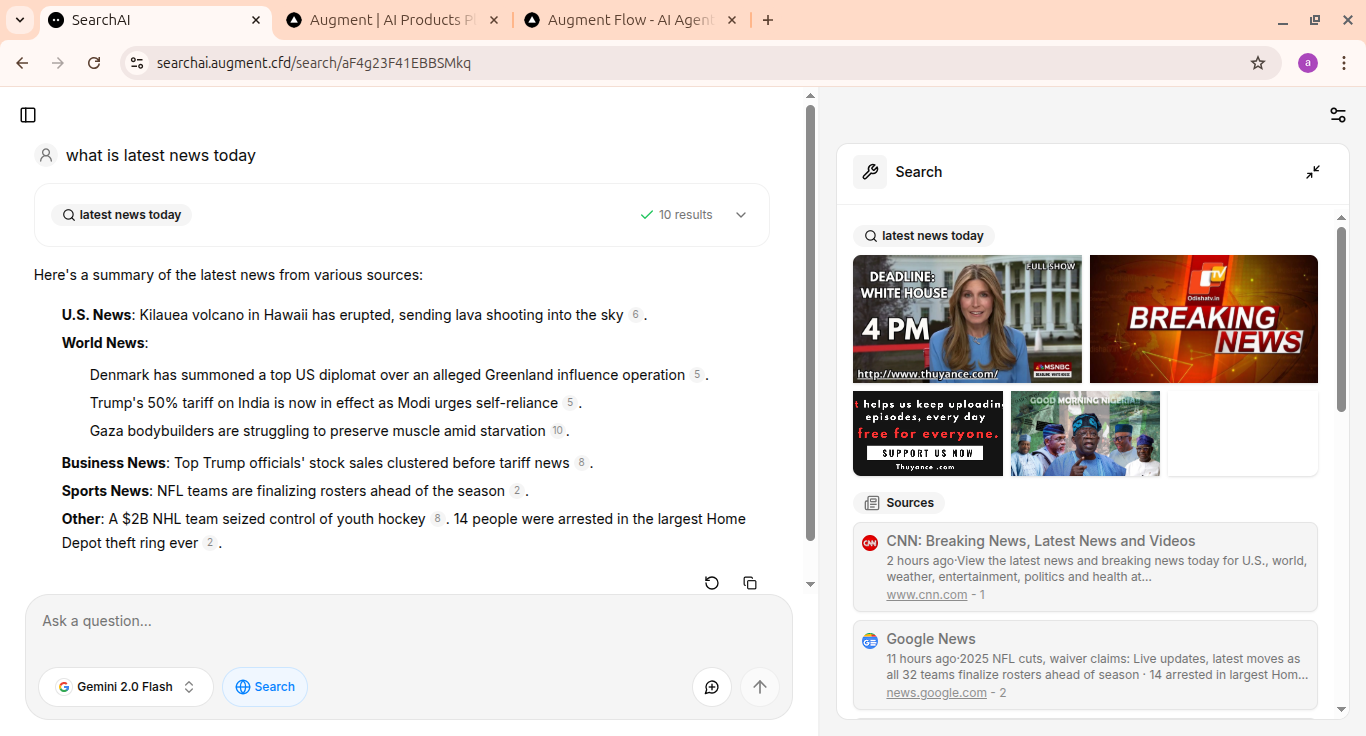 SearchAI
Augment | AI Products Pl
Augment Flow - AI Agent
searchai.augment.cfd/search/aF4g23F41EBBSMkq
a
what is latest news today
latest news today
10 results
Here's a summary of the latest news from various sources:
U.S. News: Kilauea volcano in Hawaii has erupted, sending lava shooting into the sky 6 .
World News:
Denmark has summoned a top US diplomat over an alleged Greenland influence operation 5 .
Trump's 50% tariff on India is now in effect as Modi urges self-reliance 5 .
Gaza bodybuilders are struggling to preserve muscle amid starvation 10 .
Business News: Top Trump officials' stock sales clustered before tariff news 8 .
Sports News: NFL teams are finalizing rosters ahead of the season 2 .
Other: A $2B NHL team seized control of youth hockey 8 . 14 people were arrested in the largest Home
Depot theft ring ever 2 .
Ask a question...
Gemini 2.0 Flash
Search
Search
latest news today
FULL SHOW
DEADLINE:
WHITE HOUSE
4 PM
http://www.thuyance.com/
MSNBC
Odishatv.in
BREAKING
NEWS
t helps us keep uploadin
episodes, every day
free for everyone.
SUPPORT US NOW
Thuyance .com
GOOD MORNING NIGERIA!!
Sources
CNN
CNN: Breaking News, Latest News and Videos
2 hours ago·View the latest news and breaking news today for U.S., world,
weather, entertainment, politics and health at...
www.cnn.com - 1
Google News
11 hours ago·2025 NFL cuts, waiver claims: Live updates, latest moves as
all 32 teams finalize rosters ahead of season · 14 arrested in largest Hom...
news.google.com - 2